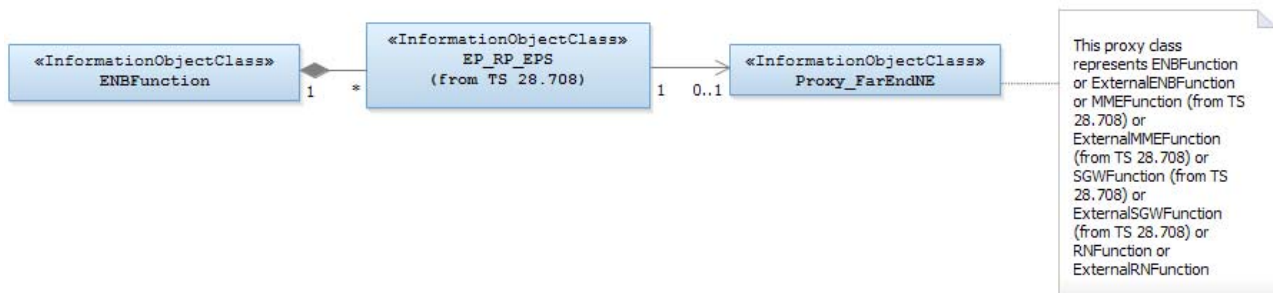 «InformationObjectClass»
ENBFunction
1
*
«InformationObjectClass»
EP_RP_EPS
(from TS 28.708)
1
0..1
«InformationObjectClass»
Proxy_FarEndNE
This proxy class
represents ENBFunction
or ExternalENBFunction
or MMEFunction (from TS
28.708) or
ExternalMMEFunction
(from TS 28.708) or
SGWFunction (from TS
28.708) or
ExternalSGWFunction
(from TS 28.708) or
RNFunction or
ExternalRNFunction